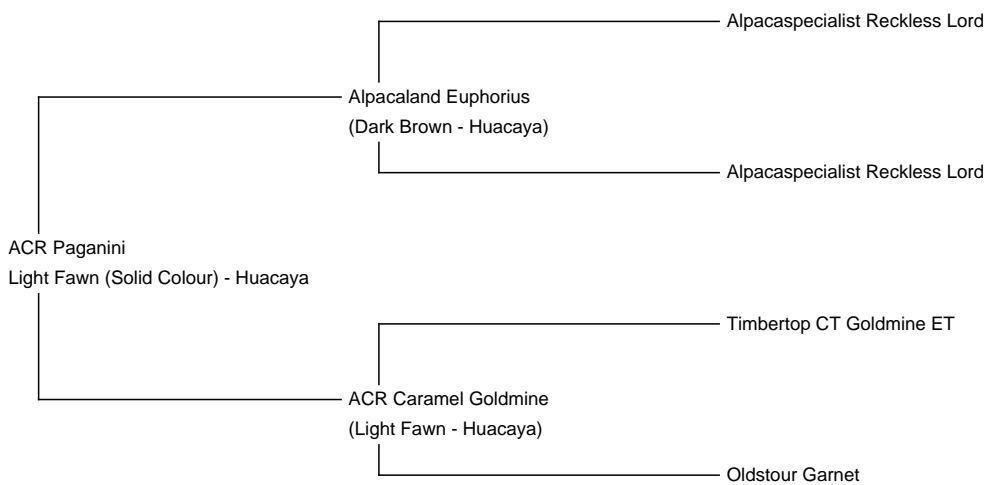 Alpacaspecialist Reckless Lord
Alpacaland Euphorius
(Dark Brown - Huacaya)
Alpacaspecialist Reckless Lord
ACR Paganini
Light Fawn (Solid Colour) - Huacaya
Timbertop CT Goldmine ET
ACR Caramel Goldmine
(Light Fawn - Huacaya)
Oldstour Garnet